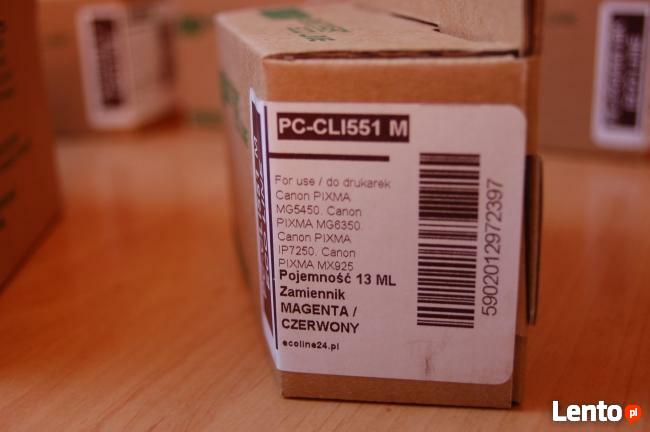 PC-CLI551 M
For use / do drukarek
Canon PIXMA
MG5450. Canon
PIXMA MG6350.
Canon PIXMA
IP7250. Canon
PIXMA MX925
Pojemność 13 ML
Zamiennik
MAGENTA /
CZERWONY
ecoline24.pl
5902012972397
Lento.pl